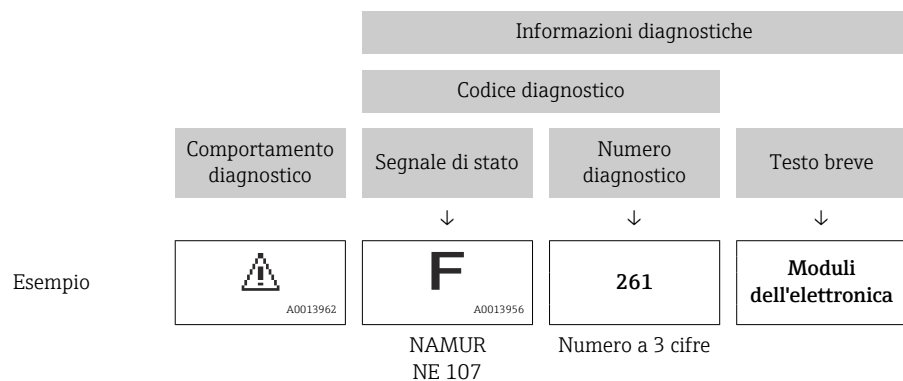 Informazioni diagnostiche
Codice diagnostico
Comportamento
diagnostico
Segnale di stato
Numero
diagnostico
Testo breve
↓ ↓ ↓
Esempio
A0013962
F
A0013956
261
Moduli
dell'elettronica
NAMUR
NE 107
Numero a 3 cifre